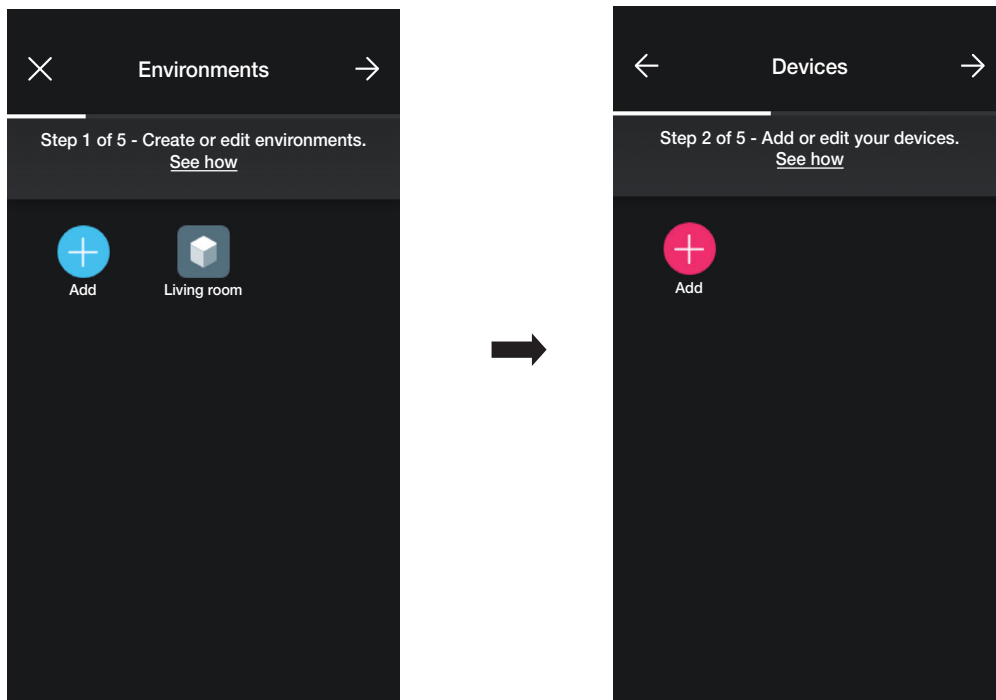 Environments
Step 1 of 5 - Create or edit environments.
See how
Add
Living room
Devices
Step 2 of 5 - Add or edit your devices.
See how
Add